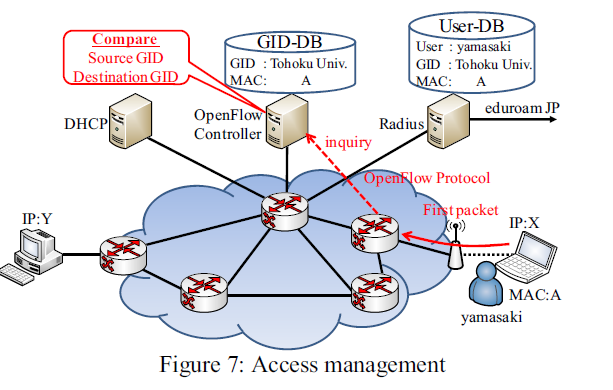 Compare
Source GID
Destination GID
GID-DB
GID : Tohoku Univ.
MAC: A
User-DB
User : yamasaki
GID : Tohoku Univ.
MAC: A
DHCP
OpenFlow
Controller
Radius
eduroam JP
inquiry
OpenFlow Protocol
First packet
IP:Y
IP:X
MAC:A
yamasaki
Figure 7: Access management